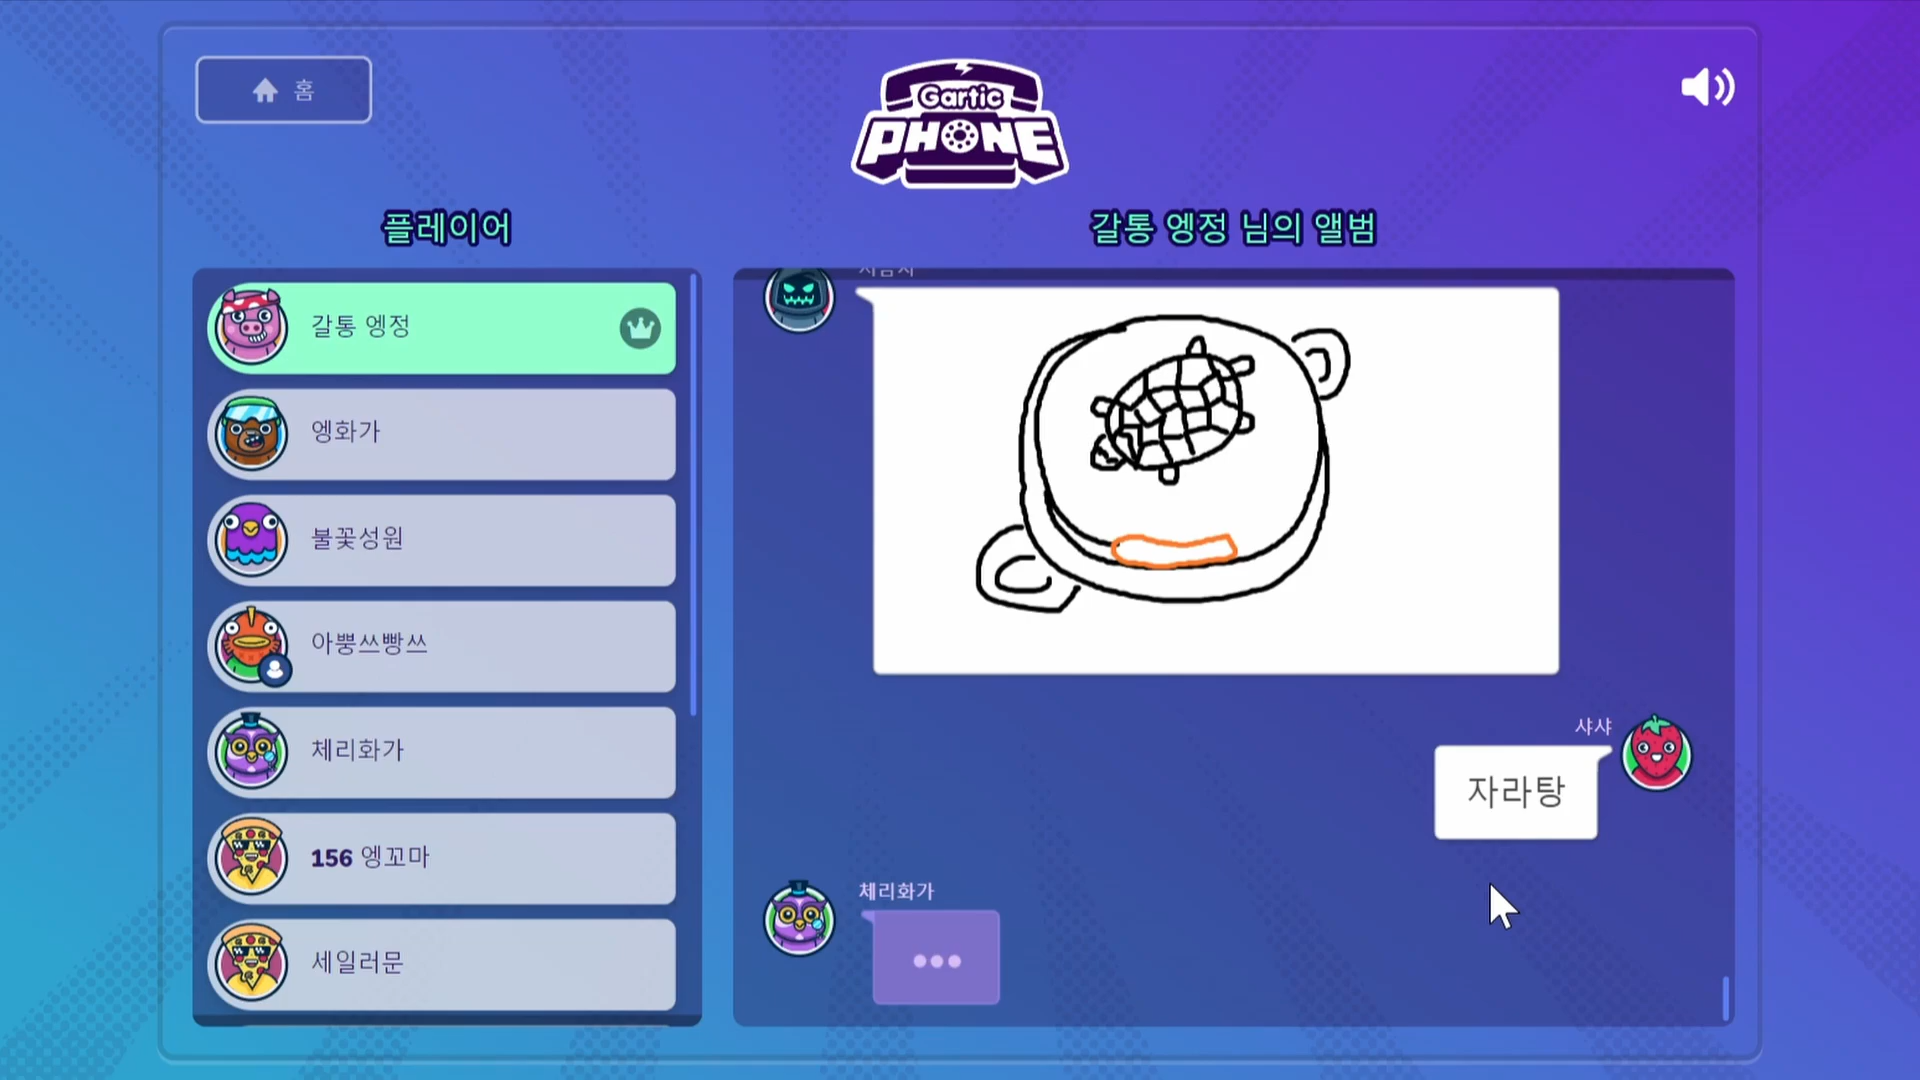 홈
Gartic
PHONE
플레이어
갈통 엥정
엥화가
불꽃성원
아뿡쓰빵쓰
체리화가
156 엥꼬마
세일러문
갈통 엥정 님의 앨범
샤샤
자라탕
체리화가